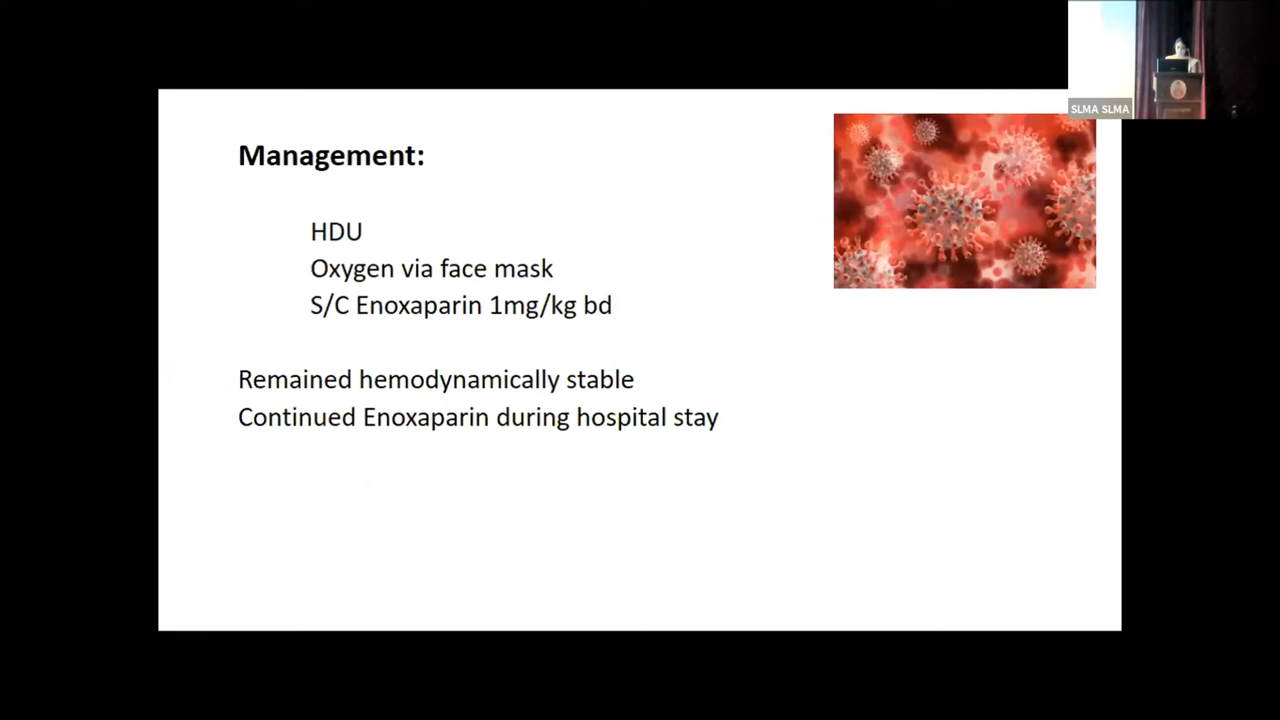 SLMA SLMA
Management:
HDU
Oxygen via face mask
S/C Enoxaparin 1mg/kg bd
Remained hemodynamically stable
Continued Enoxaparin during hospital stay